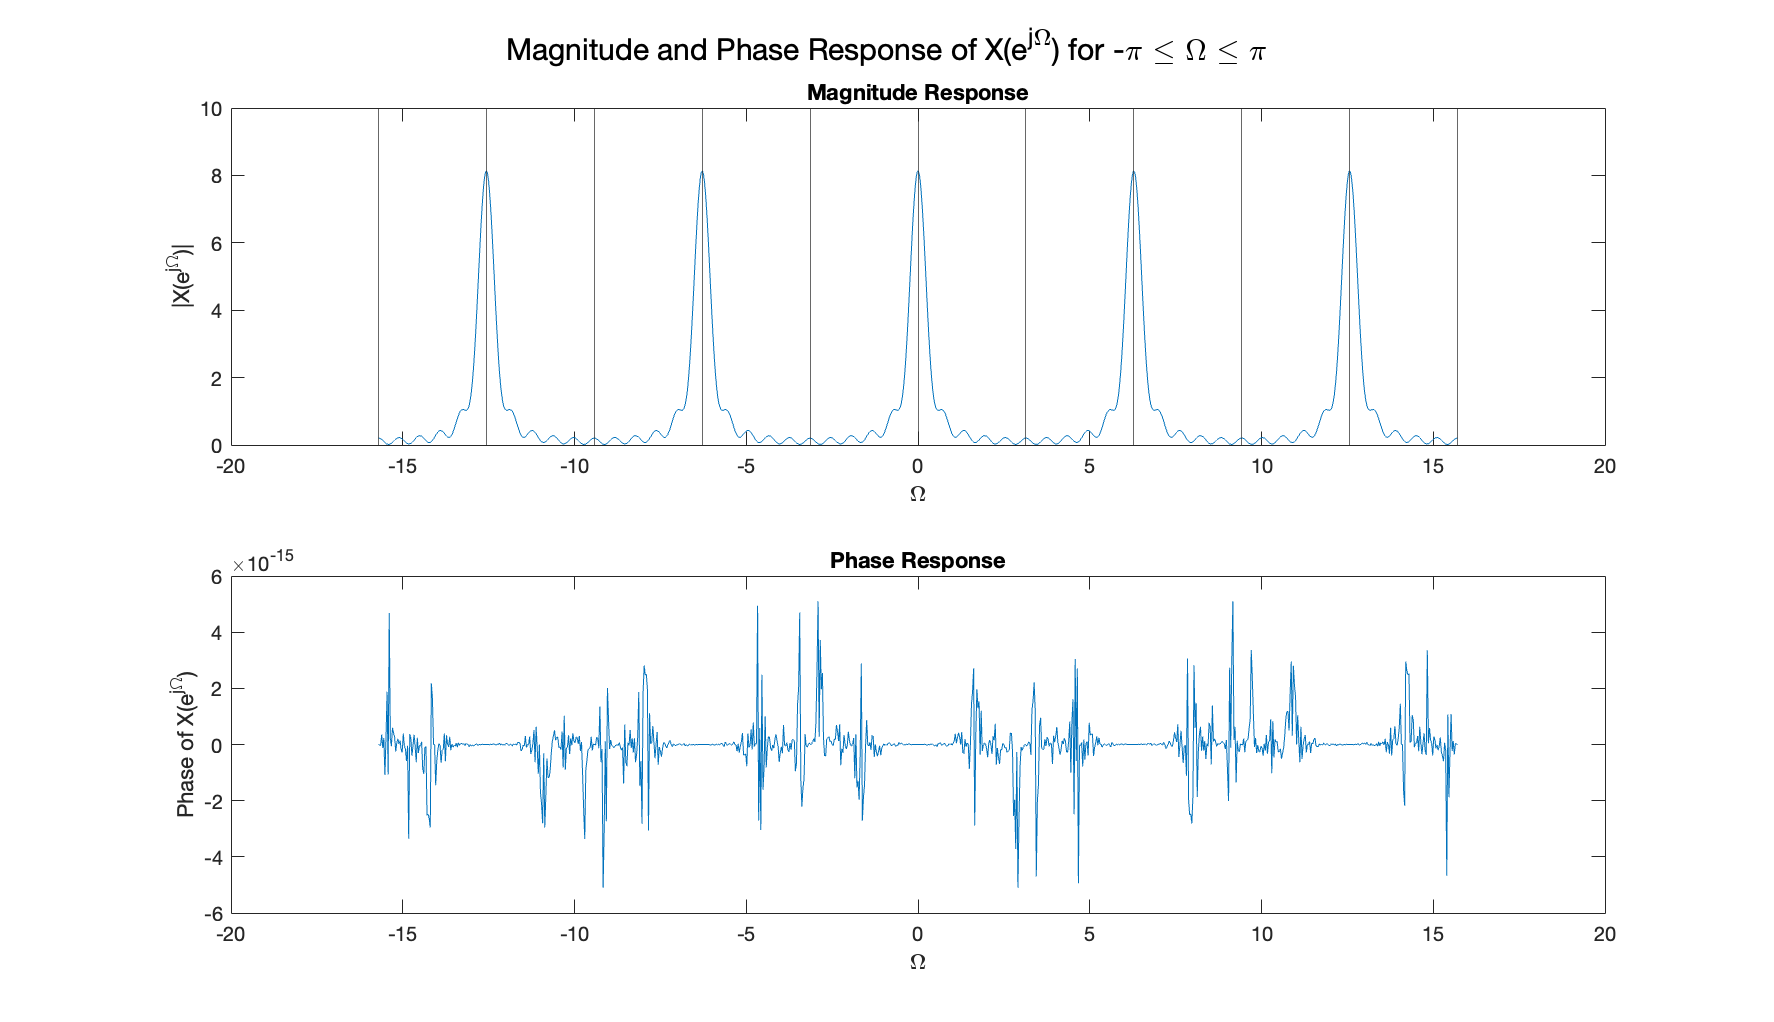 Magnitude and Phase Response of X(e^jΩ) for -π ≤ Ω ≤ π
Magnitude Response
10
8
6
4
2
0
|X(e^jΩ)|
-20 -15 -10 -5 0 5 10 15 20
Ω
Phase Response
×10^-15
6
4
2
0
-2
-4
-6
Phase of X(e^jΩ)
-20 -15 -10 -5 0 5 10 15 20
Ω